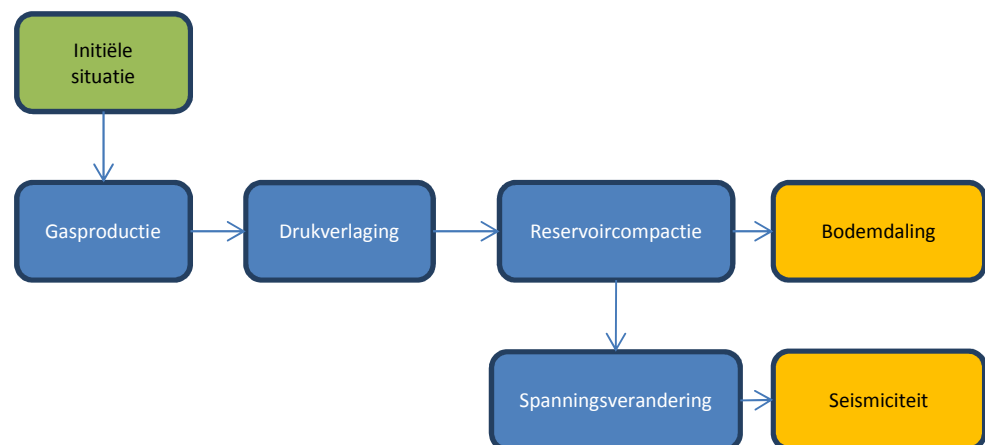 Initiële
situatie
Gasproductie
Drukverlaging
Reservoircompactie
Bodemdaling
Spanningsverandering
Seismiciteit